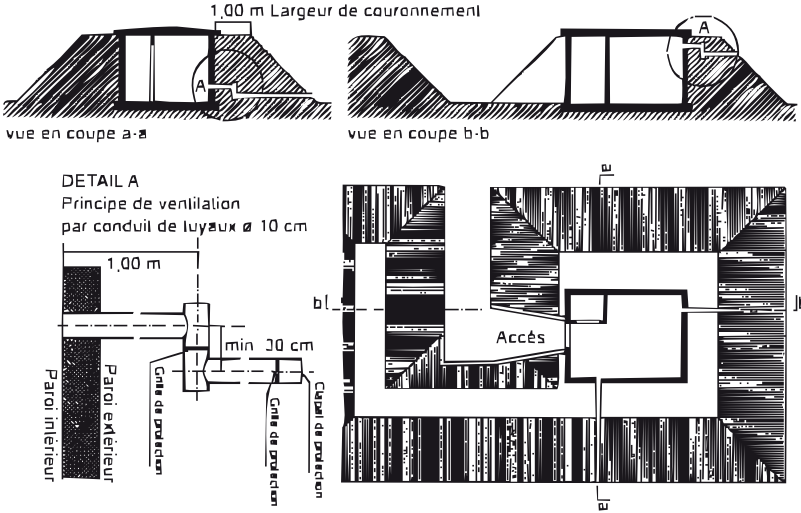 1,00 m Largeur de couronnement
A
A
vue en coupe a-a
vue en coupe b-b
DETAIL A
Principe de ventilation
par conduit de tuyaux ø 10 cm
1,00 m
a
b
b
Accès
min 30 cm
Paroi intérieur
Paroi extérieur
Grille de protection
Grille de protection
Clapet de protection
a